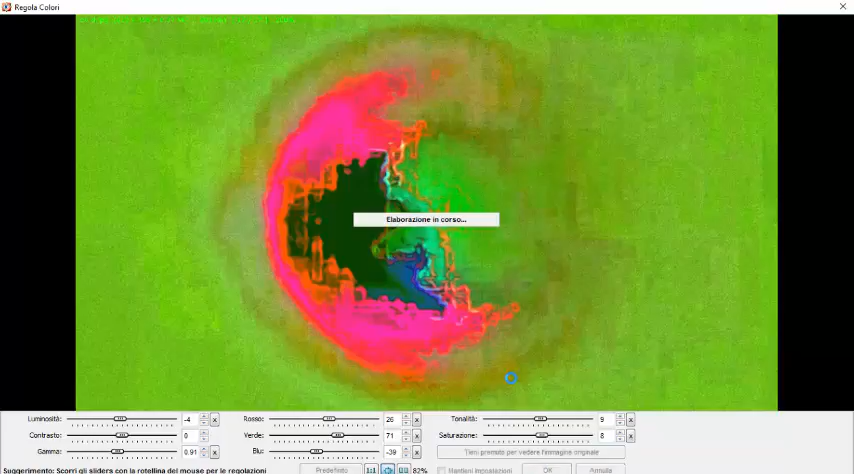 Regola Colori
Elaborazione in corso...
Luminosità: -4 x Rosso: 26 x Tonalità: 9 x
Contrasto: 0 x Verde: 71 x Saturazione: 8 x
Gamma: 0.91 x Blu: -39 x Tieni premuto per vedere l'immagine originale
Suggerimento: Scorri gli sliders con la rotellina del mouse per le regolazioni Predefinito 1:1 82% Mantieni impostazioni OK Annulla